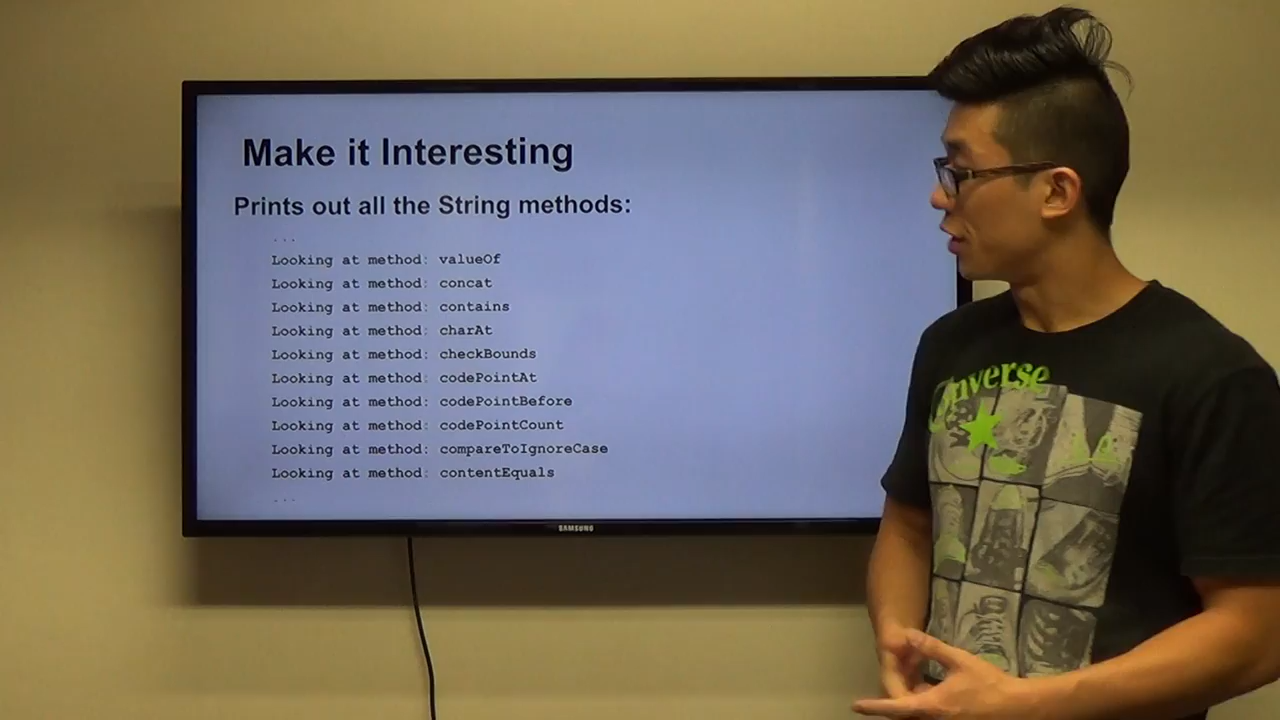 Make it Interesting
Prints out all the String methods:
...
Looking at method: valueOf
Looking at method: concat
Looking at method: contains
Looking at method: charAt
Looking at method: checkBounds
Looking at method: codePointAt
Looking at method: codePointBefore
Looking at method: codePointCount
Looking at method: compareToIgnoreCase
Looking at method: contentEquals
...
SAMSUNG
Converse